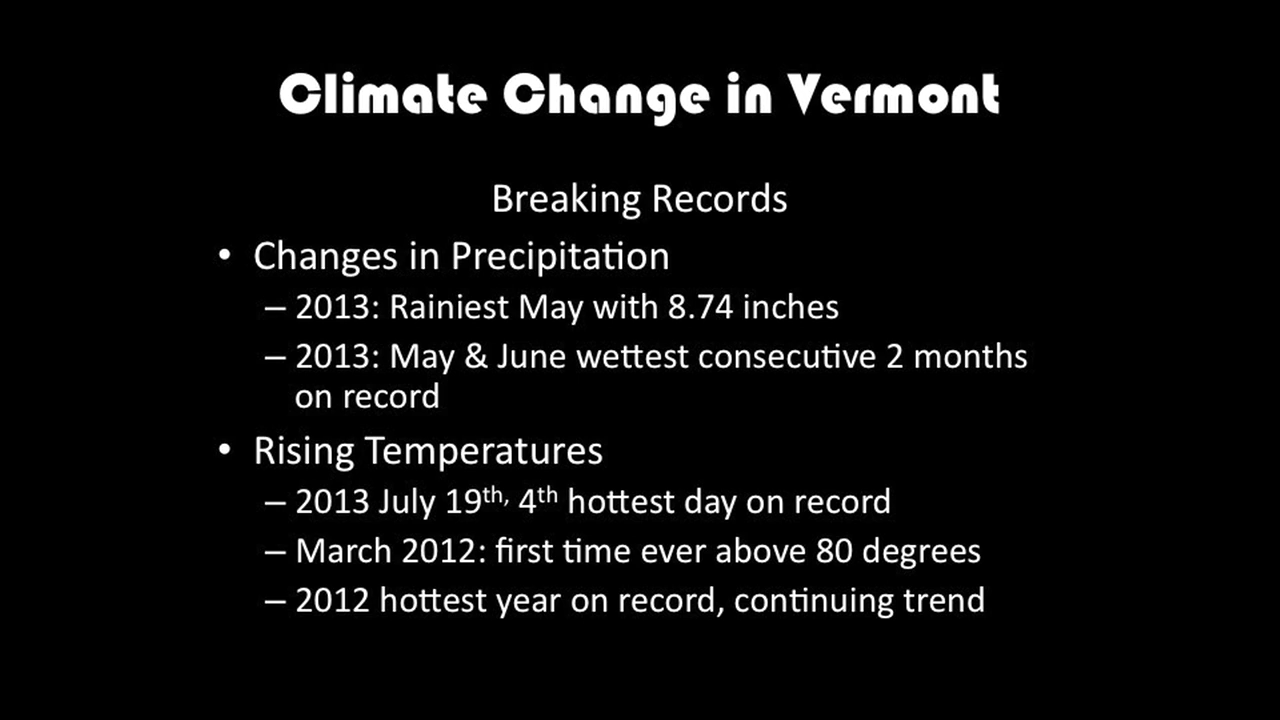 Climate Change in Vermont
Breaking Records
• Changes in Precipitation
– 2013: Rainiest May with 8.74 inches
– 2013: May & June wettest consecutive 2 months
on record
• Rising Temperatures
– 2013 July 19th, 4th hottest day on record
– March 2012: first time ever above 80 degrees
– 2012 hottest year on record, continuing trend